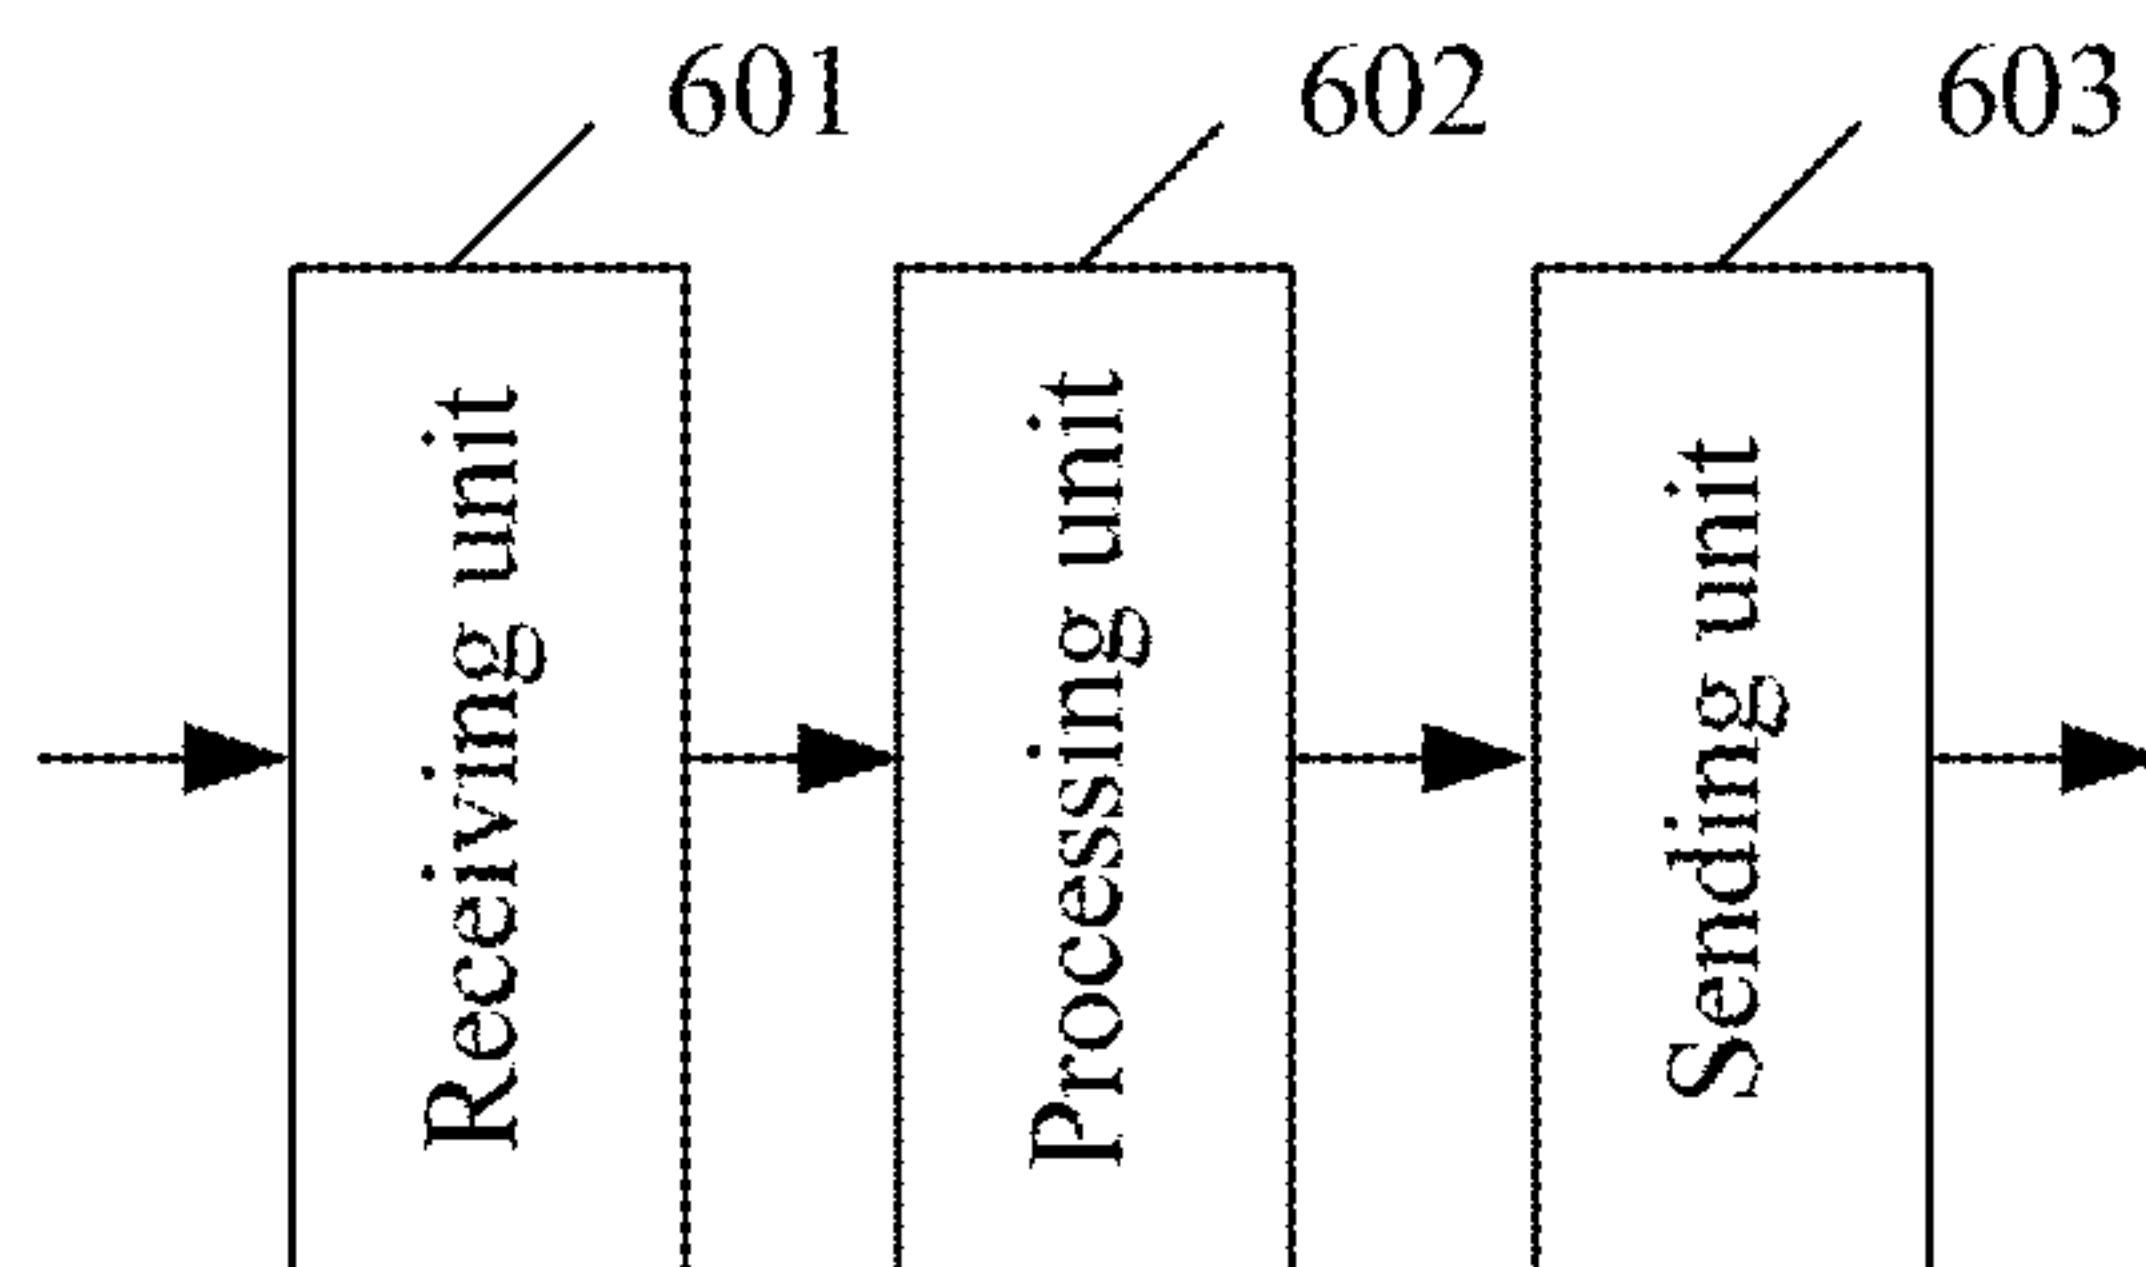 601
602
603
Receiving unit
Processing unit
Sending unit